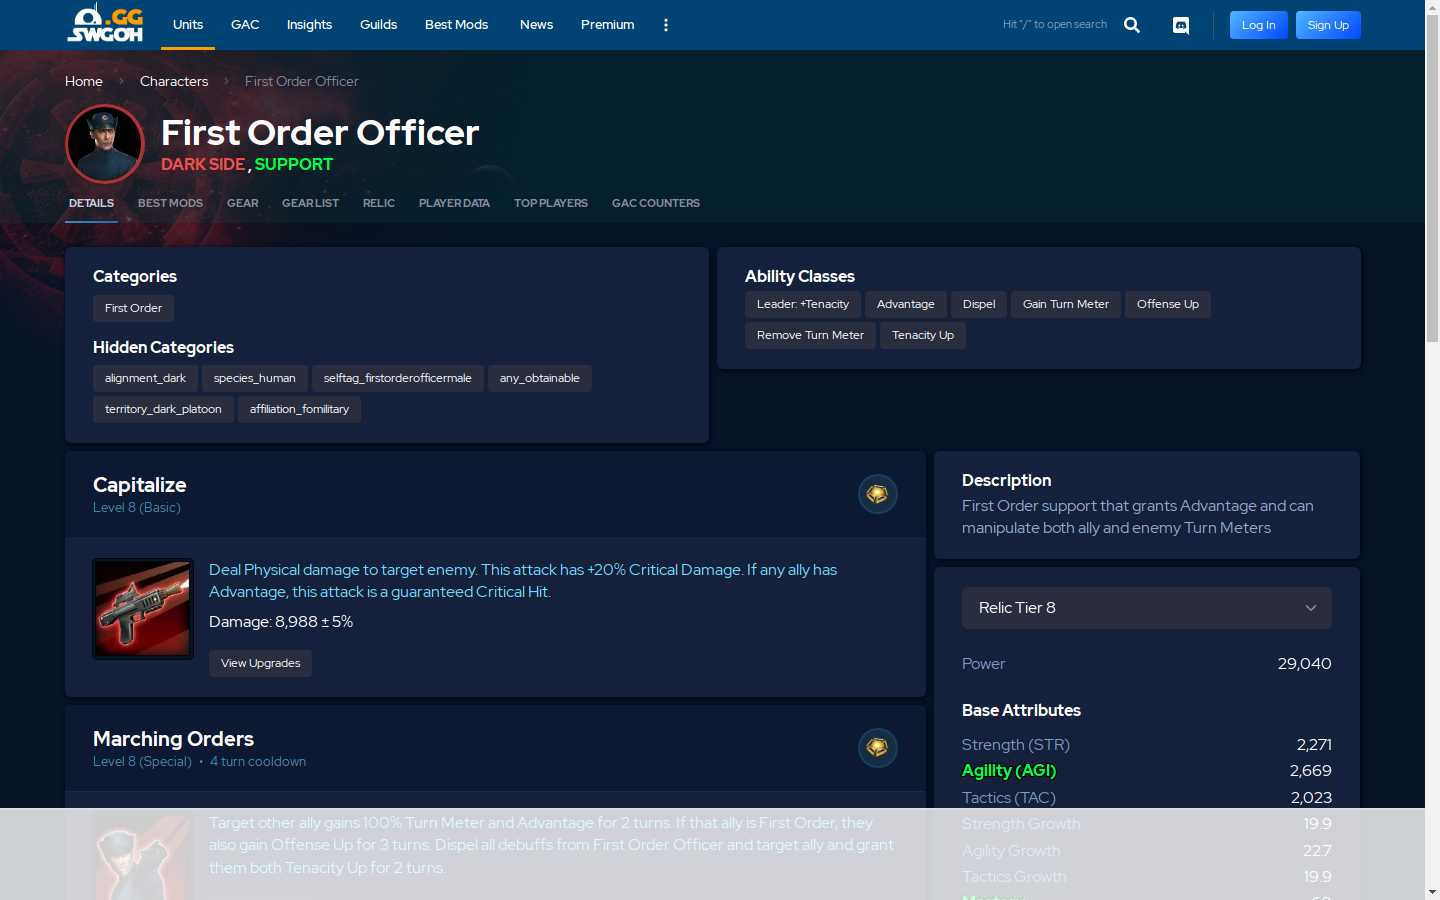 .GG
SWGOH
Units
GAC
Insights
Guilds
Best Mods
News
Premium
Hit "/" to open search
Log In
Sign Up
Home
Characters
First Order Officer
First Order Officer
DARK SIDE , SUPPORT
DETAILS
BEST MODS
GEAR
GEAR LIST
RELIC
PLAYER DATA
TOP PLAYERS
GAC COUNTERS
Categories
First Order
Hidden Categories
alignment_dark
species_human
selftag_firstorderofficermale
any_obtainable
territory_dark_platoon
affiliation_fomilitary
Ability Classes
Leader: +Tenacity
Advantage
Dispel
Gain Turn Meter
Offense Up
Remove Turn Meter
Tenacity Up
Capitalize
Level 8 (Basic)
Deal Physical damage to target enemy. This attack has +20% Critical Damage. If any ally has
Advantage, this attack is a guaranteed Critical Hit.
Damage: 8,988 ± 5%
View Upgrades
Marching Orders
Level 8 (Special) • 4 turn cooldown
Target other ally gains 100% Turn Meter and Advantage for 2 turns. If that ally is First Order, they
also gain Offense Up for 3 turns. Dispel all debuffs from First Order Officer and target ally and grant
them both Tenacity Up for 2 turns.
Description
First Order support that grants Advantage and can
manipulate both ally and enemy Turn Meters
Relic Tier 8
Power 29,040
Base Attributes
Strength (STR) 2,271
Agility (AGI) 2,669
Tactics (TAC) 2,023
Strength Growth 19.9
Agility Growth 22.7
Tactics Growth 19.9